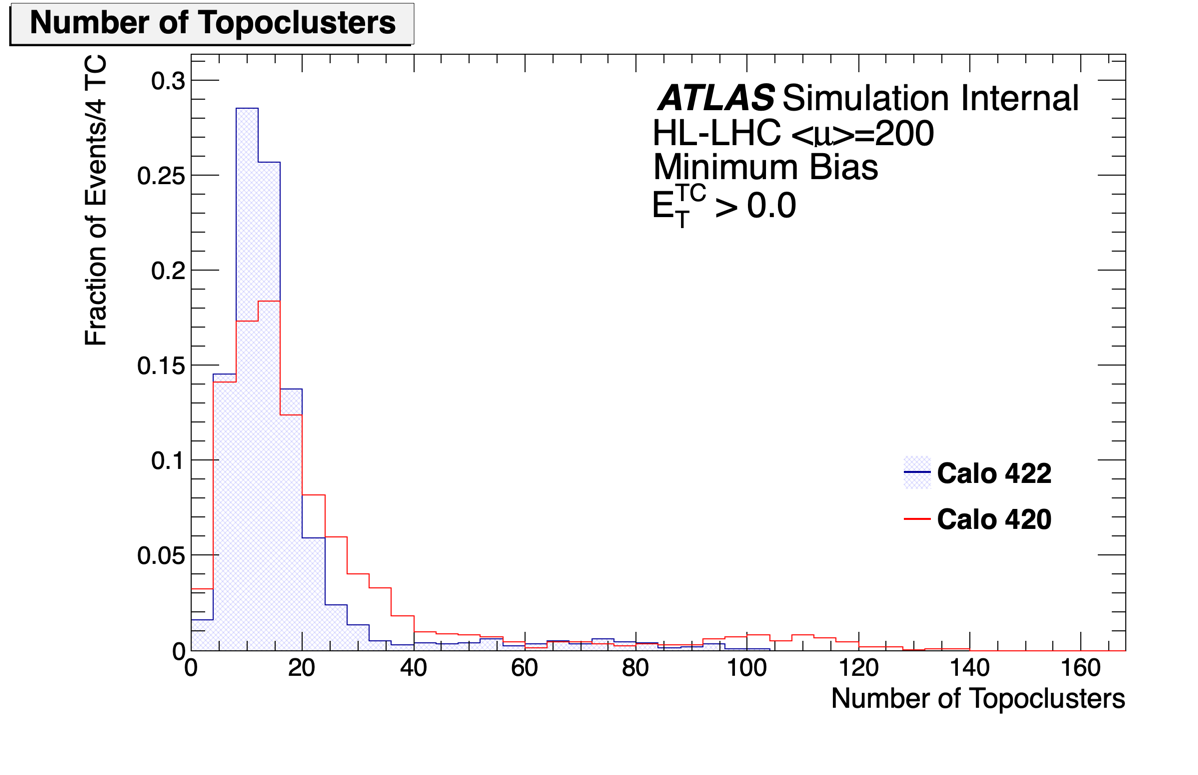 Number of Topoclusters
Fraction of Events/4 TC
0.3
0.25
0.2
0.15
0.1
0.05
0
ATLAS Simulation Internal
HL-LHC <μ>=200
Minimum Bias
E_T^TC > 0.0
Calo 422
Calo 420
0 20 40 60 80 100 120 140 160
Number of Topoclusters